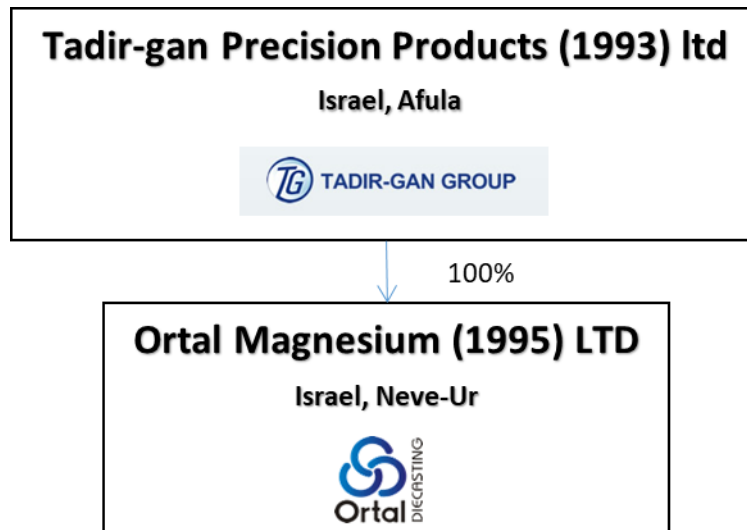 Tadir-gan Precision Products (1993) ltd
Israel, Afula
TG TADIR-GAN GROUP
100%
Ortal Magnesium (1995) LTD
Israel, Neve-Ur
Ortal DIECASTING